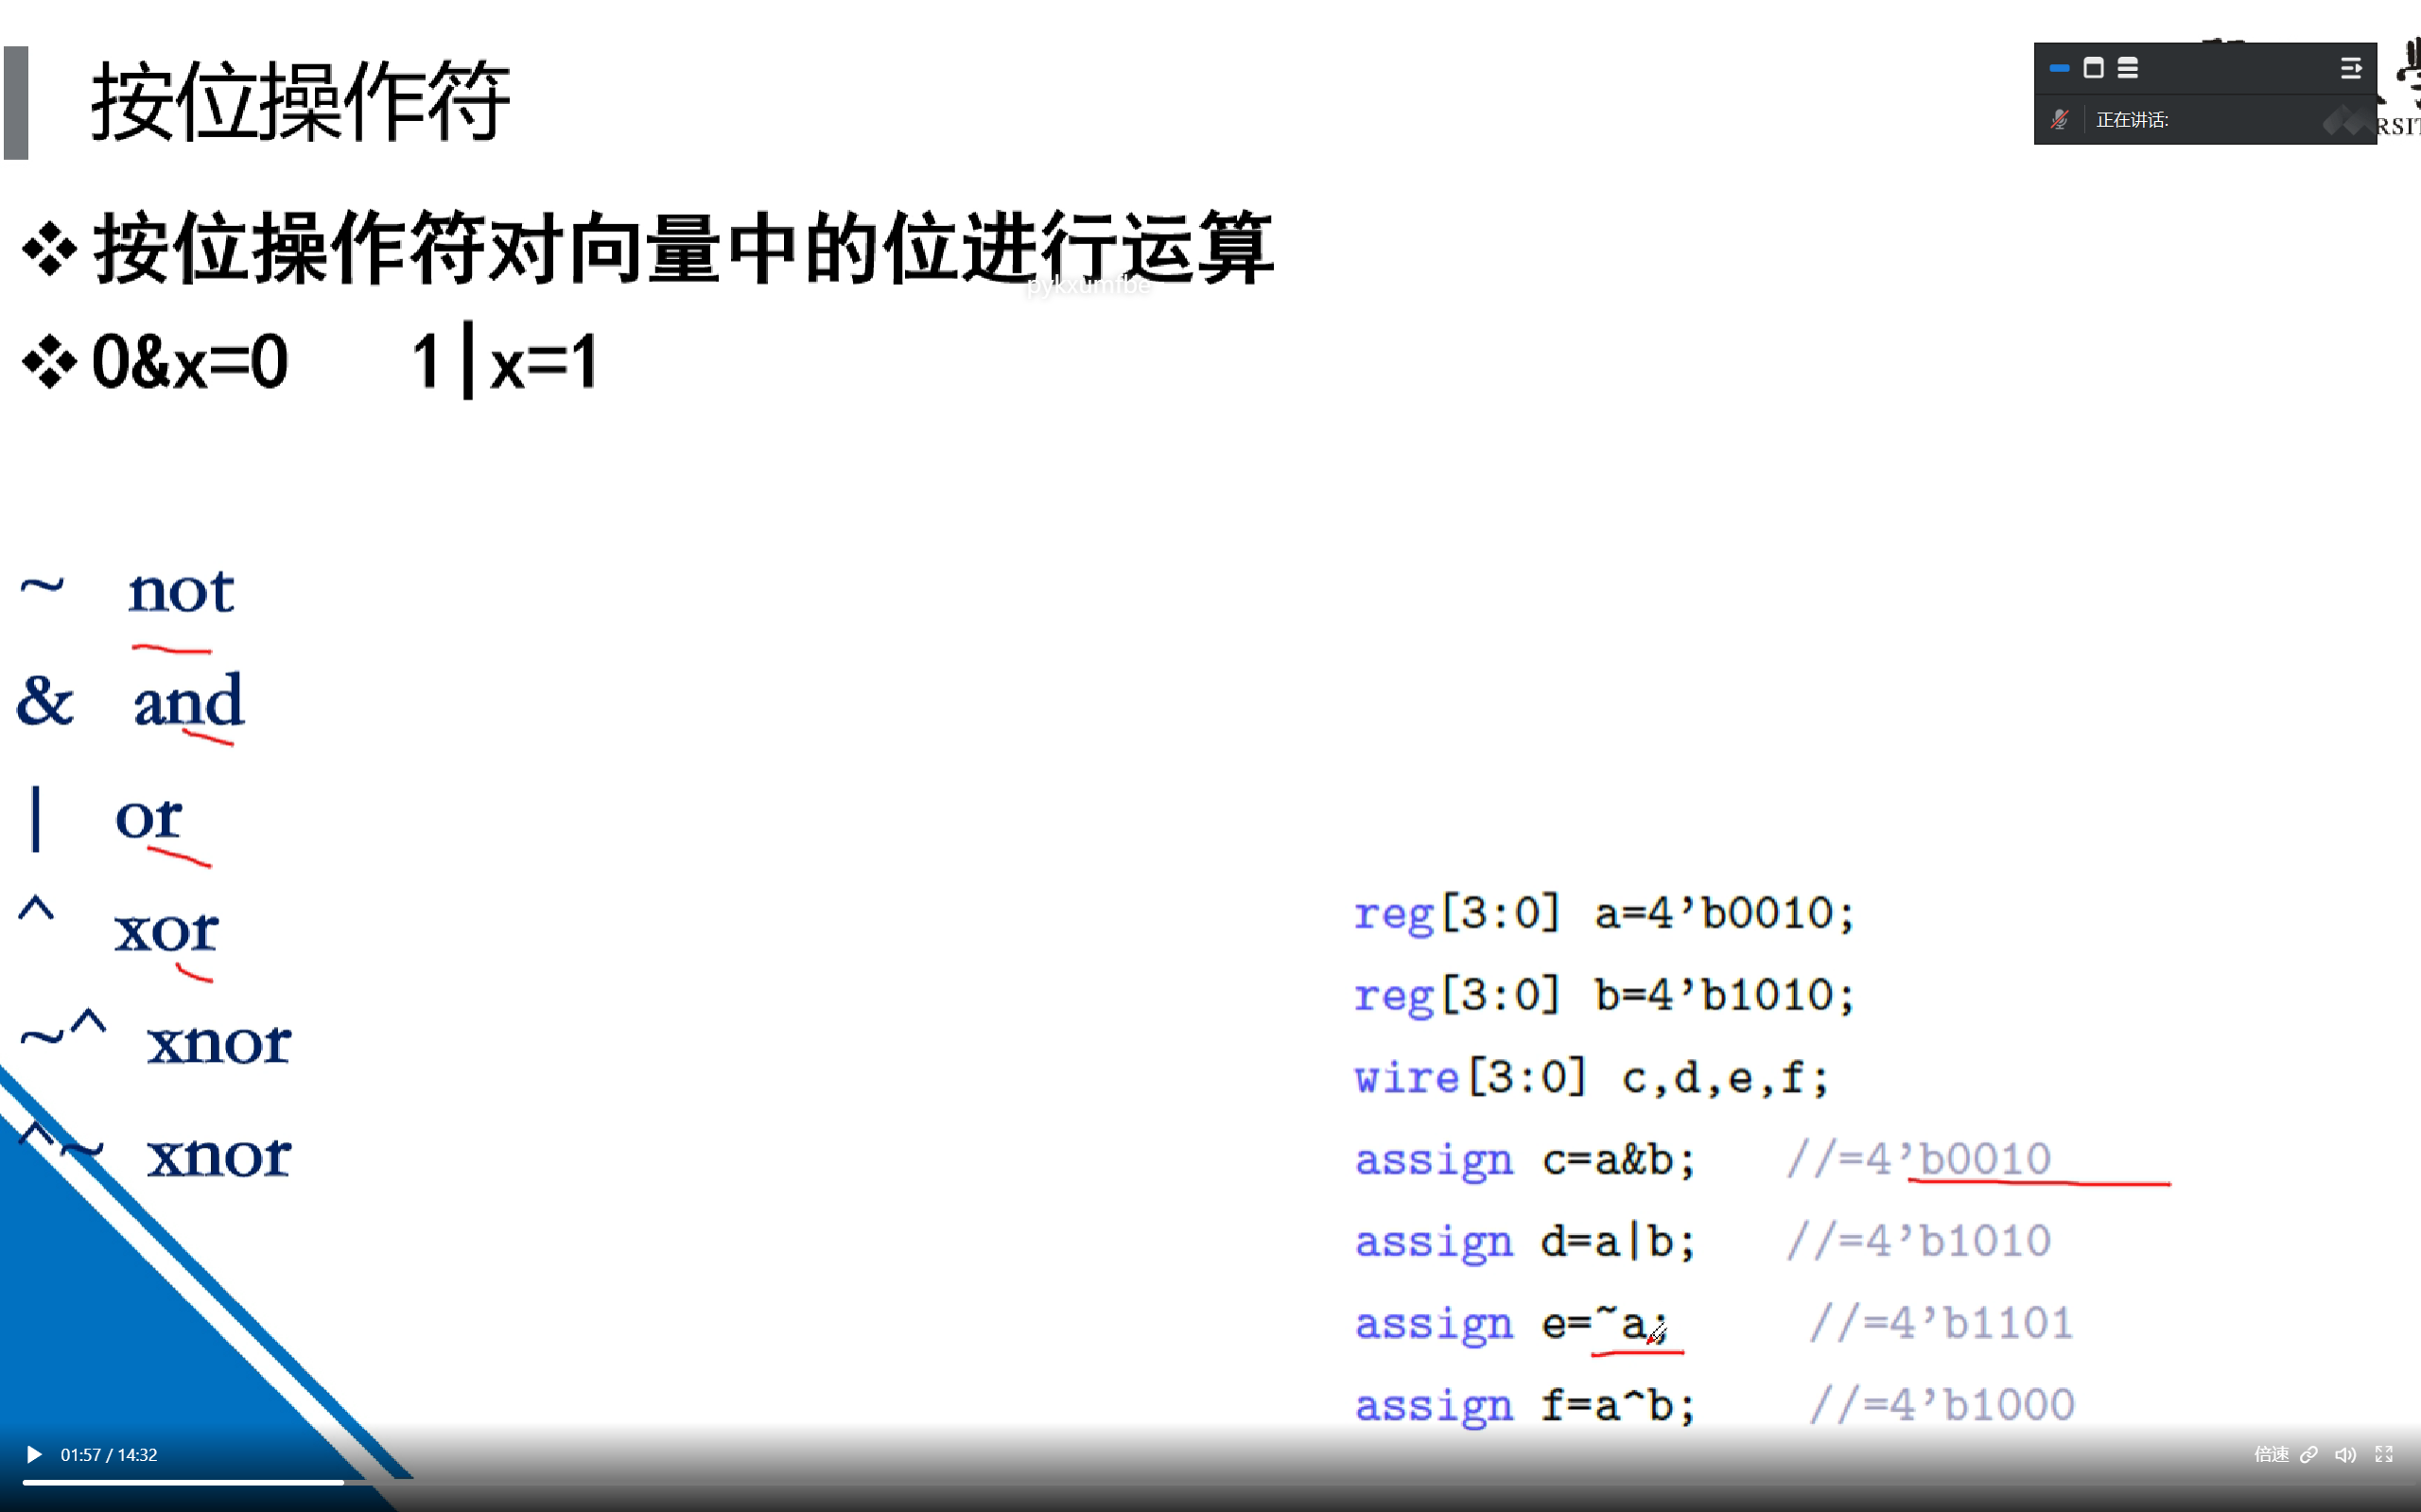 按位操作符
正在讲话:
RSIT
按位操作符对向量中的位进行运算
pykxurnfbe
0&x=0 1|x=1
~ not
& and
| or
^ xor
~^ xnor
^~ xnor
reg[3:0] a=4’b0010;
reg[3:0] b=4’b1010;
wire[3:0] c,d,e,f;
assign c=a&b; //=4’b0010
assign d=a|b; //=4’b1010
assign e=~a; //=4’b1101
assign f=a^b; //=4’b1000
01:57 / 14:32
倍速